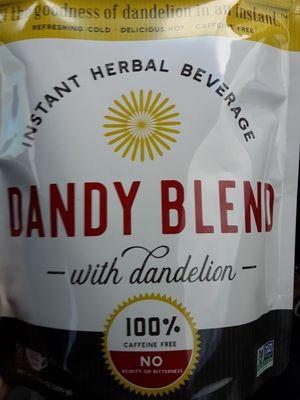 the goodness of dandelion in an instant.™
REFRESHING COLD · DELICIOUS HOT · CAFFEINE FREE
INSTANT HERBAL BEVERAGE
DANDY BLEND
with dandelion
100%
CAFFEINE FREE
NO
ACIDITY OR BITTERNESS